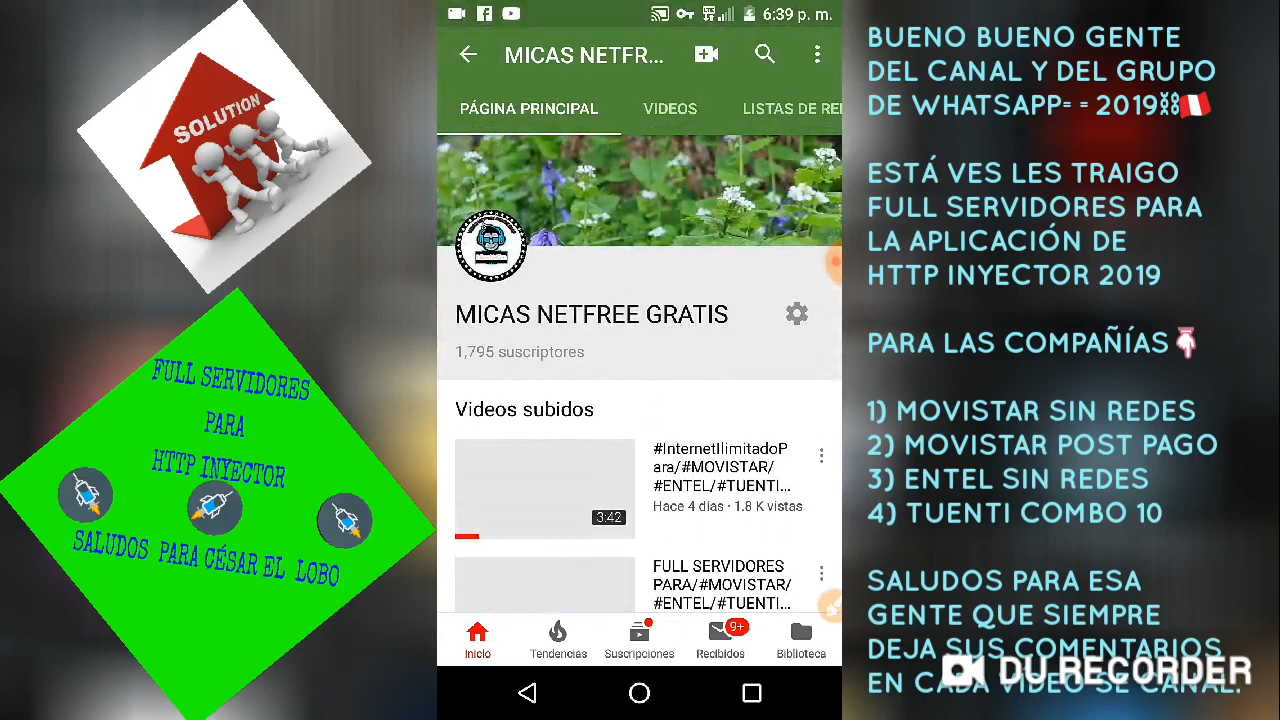 SOLUTION
FULL SERVIDORES
PARA
HTTP INYECTOR
SALUDOS PARA CÉSAR EL LOBO
6:39 p. m.
MICAS NETFR...
PÁGINA PRINCIPAL
VIDEOS
LISTAS DE RE
MICAS NETFREE GRATIS
1,795 suscriptores
Videos subidos
#InternetIlimitadoP
ara/#MOVISTAR/
#ENTEL/#TUENTI...
Hace 4 días · 1.8 K vistas
3:42
FULL SERVIDORES
PARA/#MOVISTAR/
#ENTEL/#TUENTI...
9+
Inicio
Tendencias
Suscripciones
Recibidos
Biblioteca
BUENO BUENO GENTE
DEL CANAL Y DEL GRUPO
DE WHATSAPP= = 2019⛓🇵🇪
ESTÁ VES LES TRAIGO
FULL SERVIDORES PARA
LA APLICACIÓN DE
HTTP INYECTOR 2019
PARA LAS COMPAÑÍAS👇
1) MOVISTAR SIN REDES
2) MOVISTAR POST PAGO
3) ENTEL SIN REDES
4) TUENTI COMBO 10
SALUDOS PARA ESA
GENTE QUE SIEMPRE
DEJA SUS COMENTARIOS
EN CADA VIDEO SE CANAL.
DU RECORDER